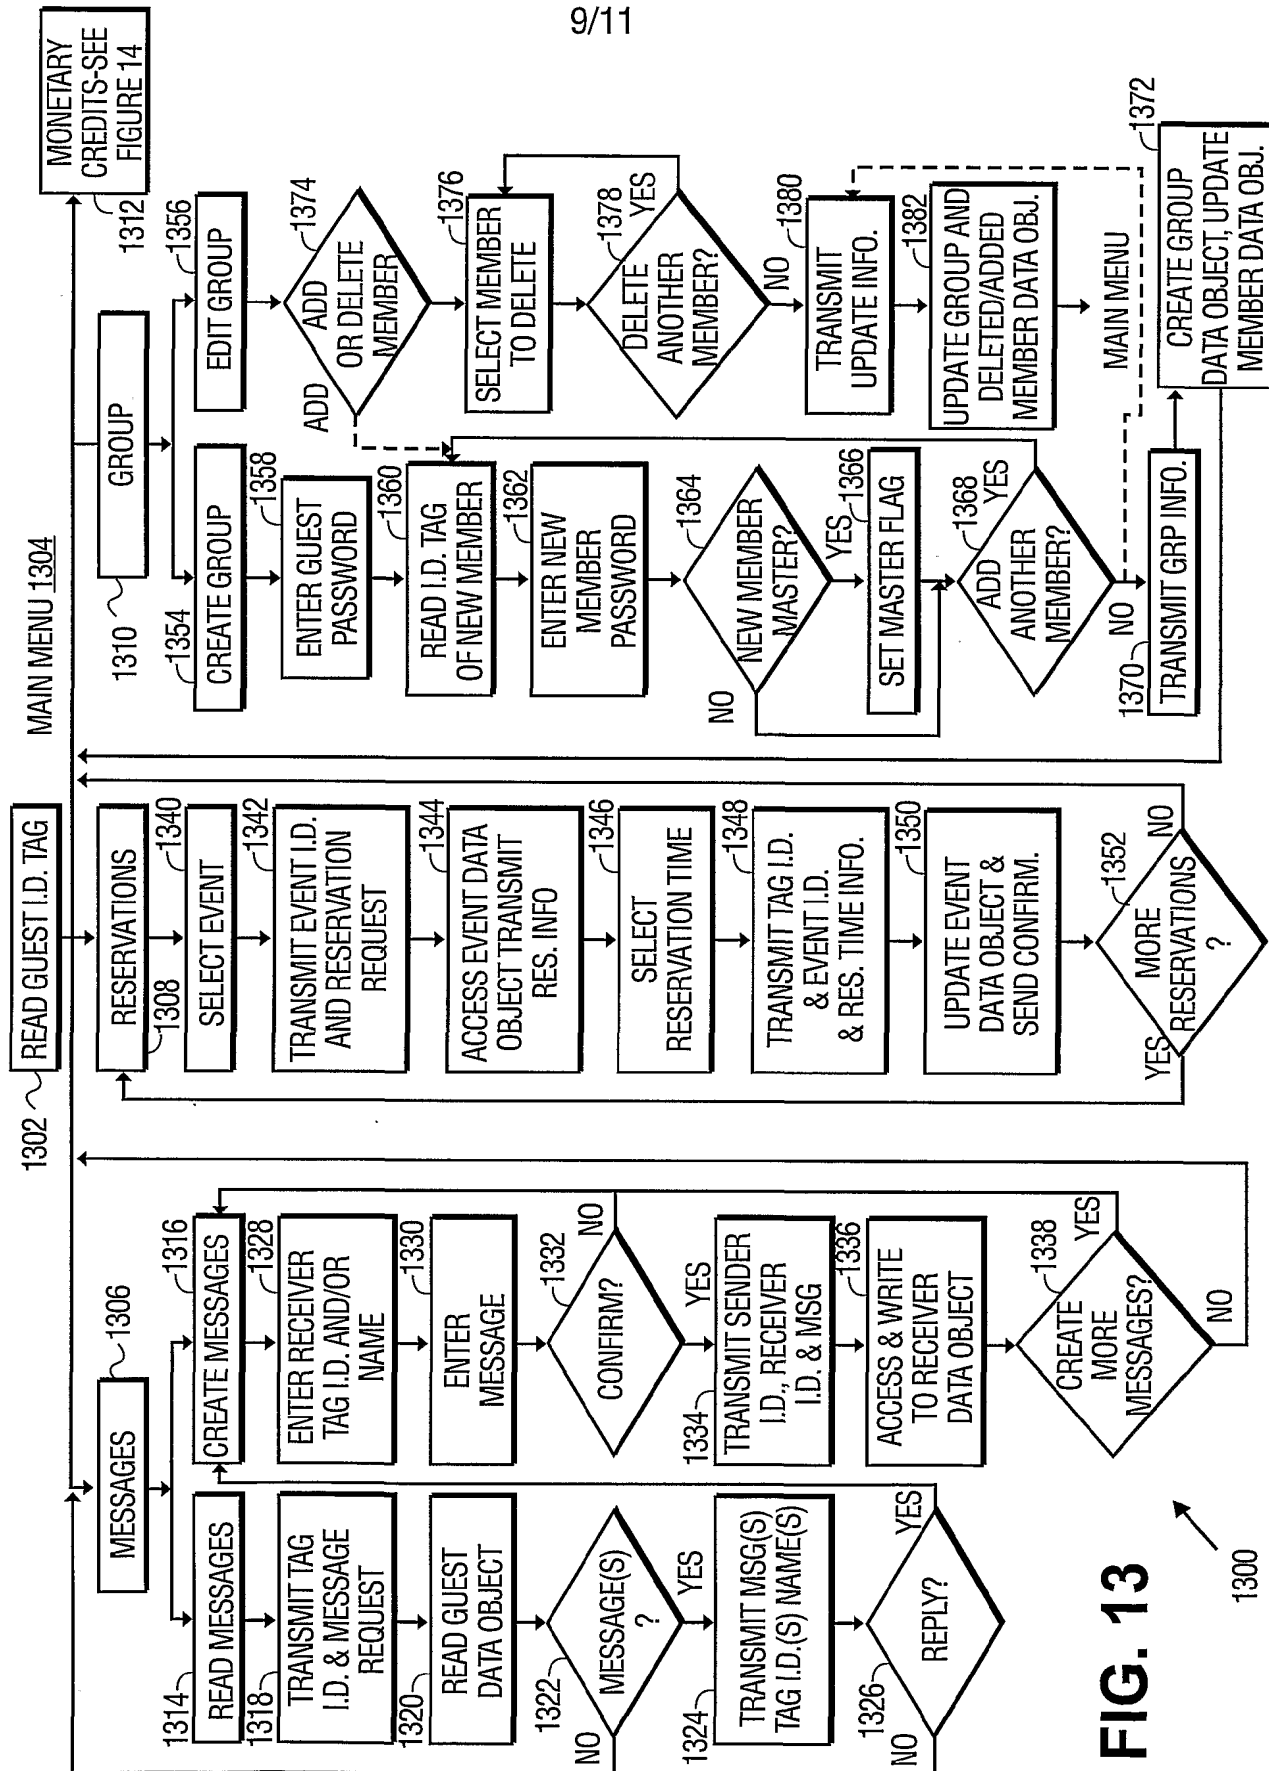 9/11
1302
READ GUEST I.D. TAG
MAIN MENU 1304
MESSAGES
1306
1314
READ MESSAGES
1318
TRANSMIT TAG
I.D. & MESSAGE
REQUEST
1320
READ GUEST
DATA OBJECT
1322
MESSAGE(S)
?
NO
YES
1324
TRANSMIT MSG(S)
TAG I.D.(S) NAME(S)
1326
REPLY?
NO
YES
1316
CREATE MESSAGES
1328
ENTER RECEIVER
TAG I.D. AND/OR
NAME
1330
ENTER
MESSAGE
1332
CONFIRM?
NO
YES
1334
TRANSMIT SENDER
I.D., RECEIVER
I.D. & MSG
1336
ACCESS & WRITE
TO RECEIVER
DATA OBJECT
1338
CREATE
MORE
MESSAGES?
YES
NO
RESERVATIONS
1308
1340
SELECT EVENT
1342
TRANSMIT EVENT I.D.
AND RESERVATION
REQUEST
1344
ACCESS EVENT DATA
OBJECT TRANSMIT
RES. INFO
1346
SELECT
RESERVATION TIME
1348
TRANSMIT TAG I.D.
& EVENT I.D.
& RES. TIME INFO.
1350
UPDATE EVENT
DATA OBJECT &
SEND CONFIRM.
1352
MORE
RESERVATIONS
?
YES
NO
1310
GROUP
1354
CREATE GROUP
1358
ENTER GUEST
PASSWORD
1360
READ I.D. TAG
OF NEW MEMBER
1362
ENTER NEW
MEMBER
PASSWORD
1364
NEW MEMBER
MASTER?
NO
YES
1366
SET MASTER FLAG
1368
ADD
ANOTHER
MEMBER?
YES
NO
1370
TRANSMIT GRP INFO.
1372
CREATE GROUP
DATA OBJECT, UPDATE
MEMBER DATA OBJ.
1356
EDIT GROUP
1374
ADD
OR DELETE
MEMBER
ADD
1376
SELECT MEMBER
TO DELETE
1378
DELETE
ANOTHER
MEMBER?
YES
NO
1380
TRANSMIT
UPDATE INFO.
1382
UPDATE GROUP AND
DELETED/ADDED
MEMBER DATA OBJ.
MAIN MENU
1312
MONETARY
CREDITS-SEE
FIGURE 14
FIG. 13
1300